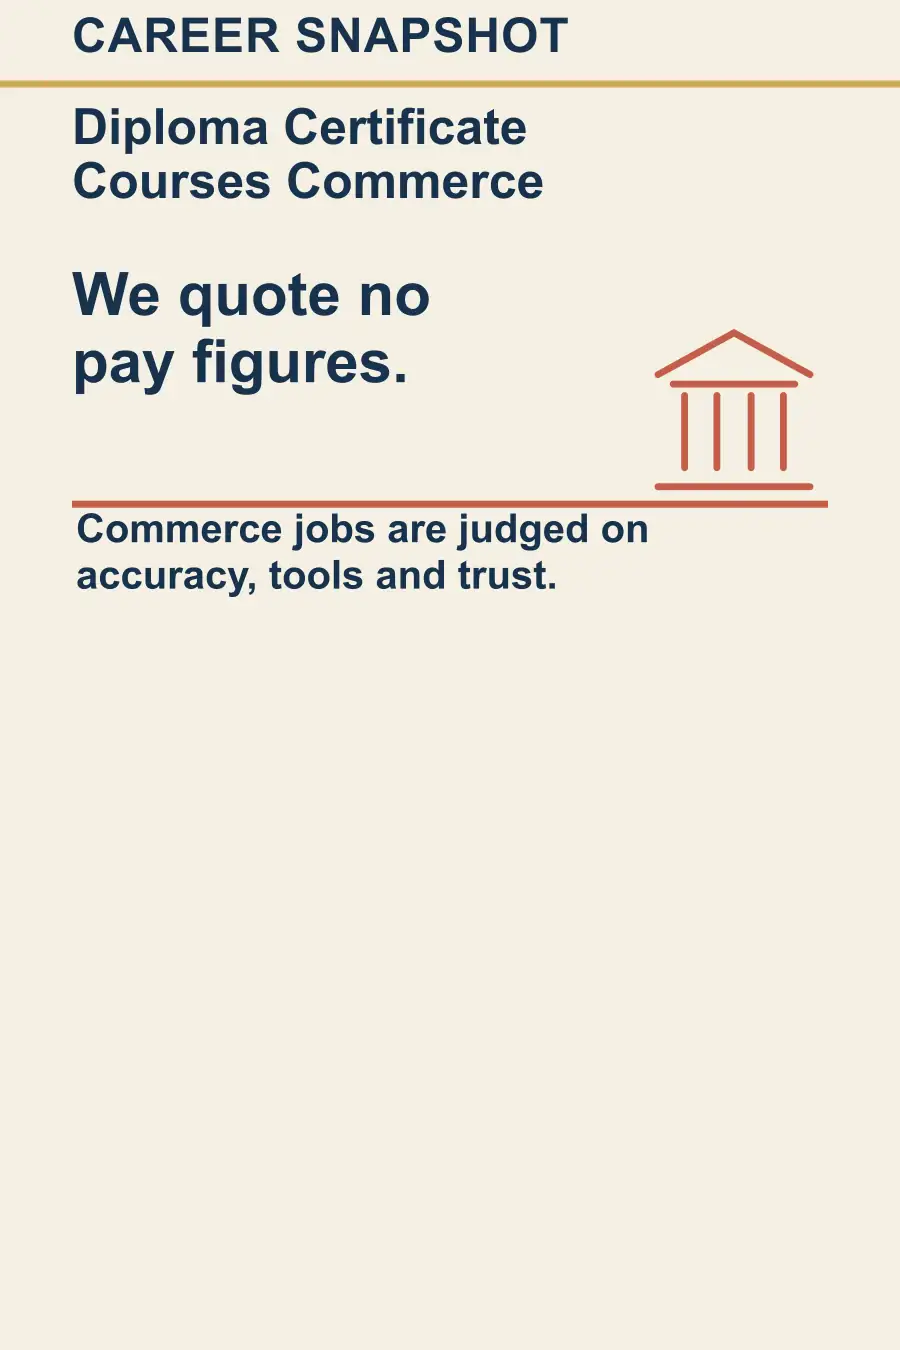 CAREER SNAPSHOT
Diploma Certificate
Courses Commerce
We quote no
pay figures.
Commerce jobs are judged on
accuracy, tools and trust.